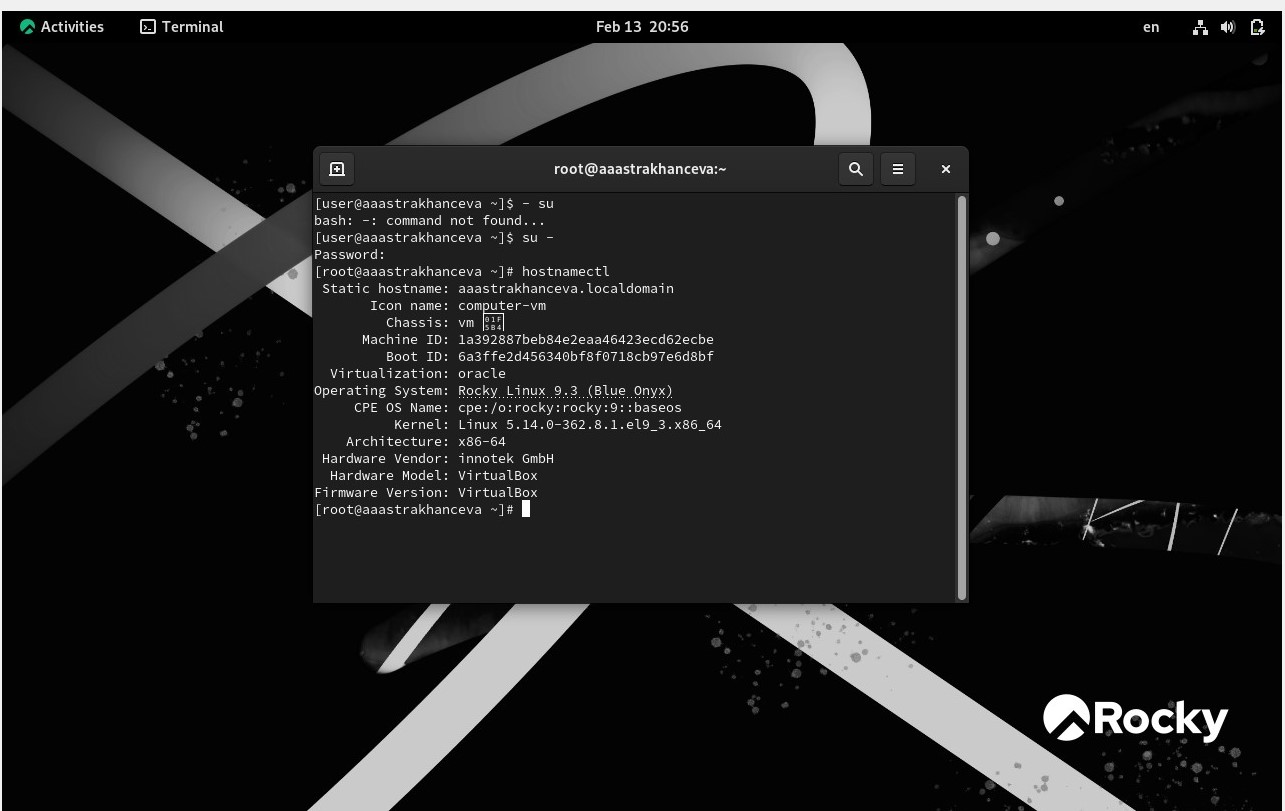 Activities Terminal Feb 13 20:56 en
root@aaastrakhanceva:~
[user@aaastrakhanceva ~]$ - su
bash: -: command not found...
[user@aaastrakhanceva ~]$ su -
Password:
[root@aaastrakhanceva ~]# hostnamectl
Static hostname: aaastrakhanceva.localdomain
Icon name: computer-vm
Chassis: vm 01F5B4
Machine ID: 1a392887beb84e2eaa46423ecd62ecbe
Boot ID: 6a3ffe2d456340bf8f0718cb97e6d8bf
Virtualization: oracle
Operating System: Rocky Linux 9.3 (Blue Onyx)
CPE OS Name: cpe:/o:rocky:rocky:9::baseos
Kernel: Linux 5.14.0-362.8.1.el9_3.x86_64
Architecture: x86-64
Hardware Vendor: innotek GmbH
Hardware Model: VirtualBox
Firmware Version: VirtualBox
[root@aaastrakhanceva ~]#
Rocky